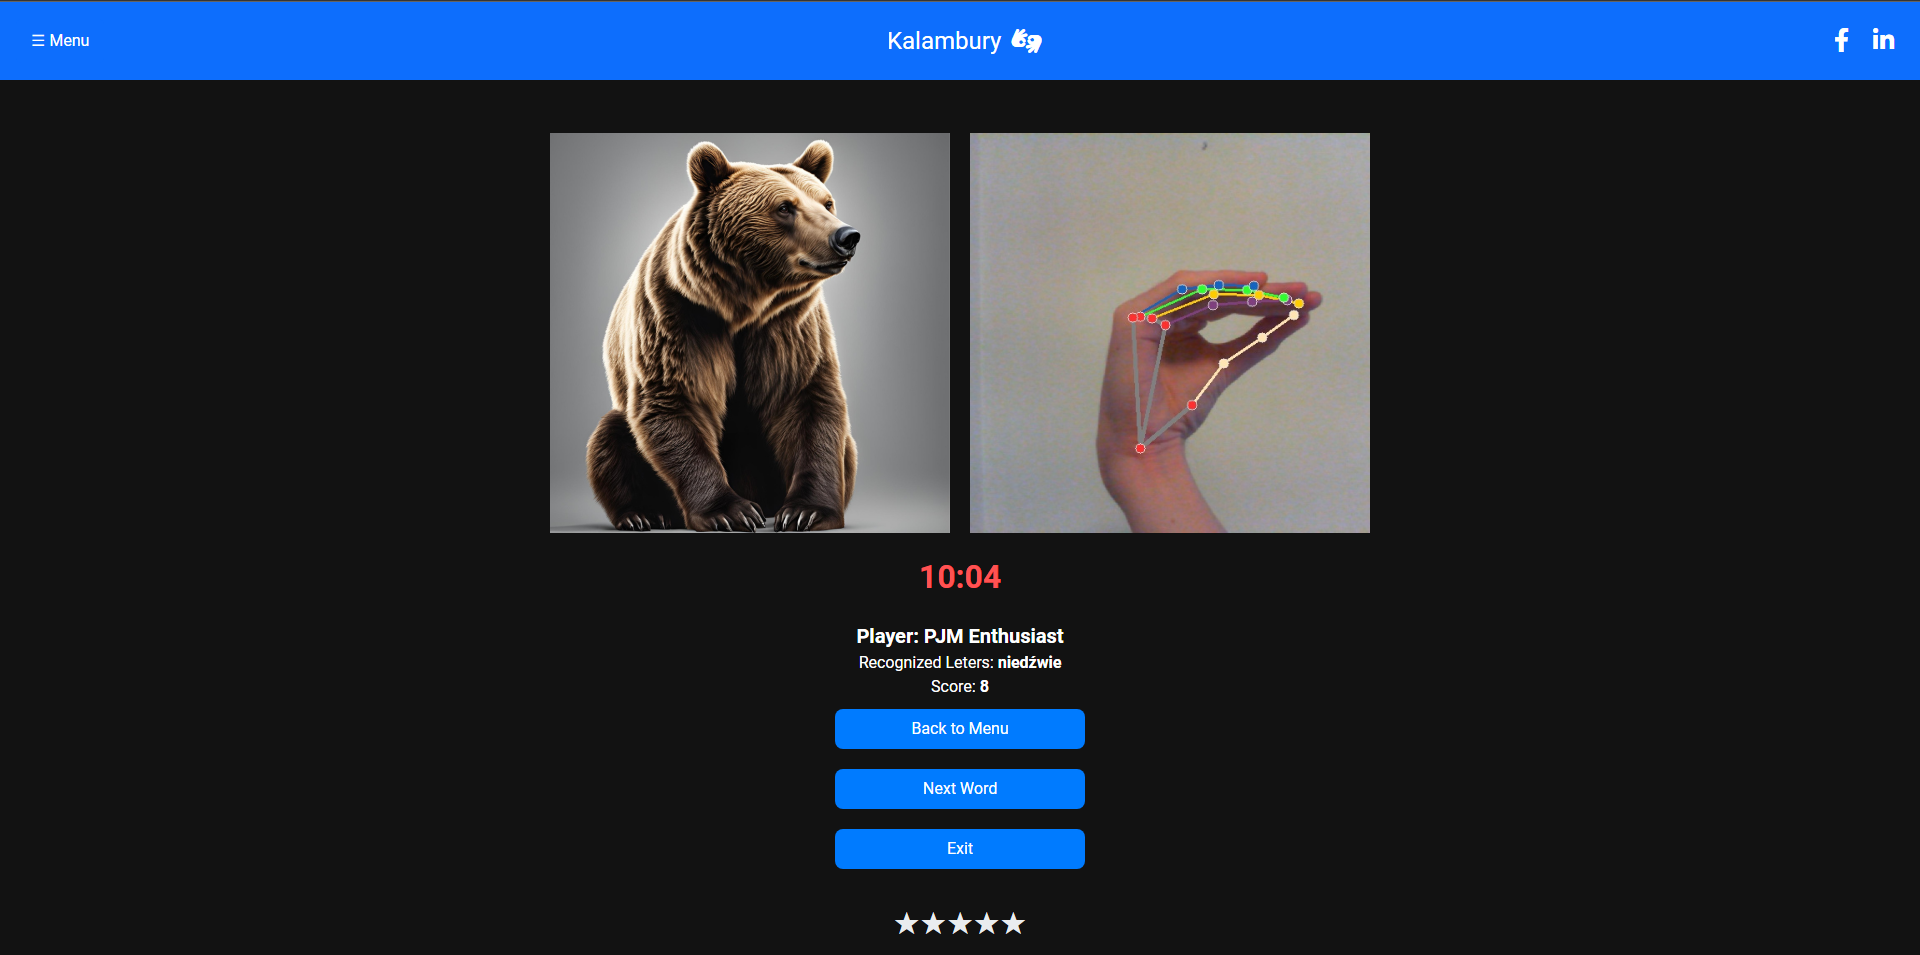 ☰ Menu
Kalambury
10:04
Player: PJM Enthusiast
Recognized Leters: niedźwie
Score: 8
Back to Menu
Next Word
Exit